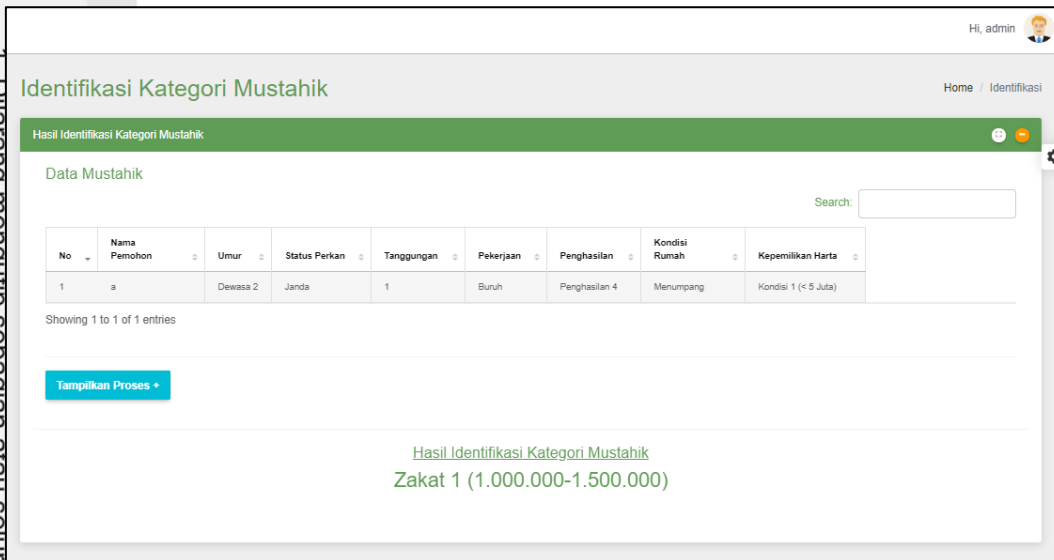 Hi, admin
Identifikasi Kategori Mustahik
Home / Identifikasi
Hasil Identifikasi Kategori Mustahik
Data Mustahik
Search:
No Nama Pemohon Umur Status Perkan Tanggungan Pekerjaan Penghasilan Kondisi Rumah Kepemilikan Harta
1 a Dewasa 2 Janda 1 Buruh Penghasilan 4 Menumpang Kondisi 1 (< 5 Juta)
Showing 1 to 1 of 1 entries
Tampilkan Proses +
Hasil Identifikasi Kategori Mustahik
Zakat 1 (1.000.000-1.500.000)